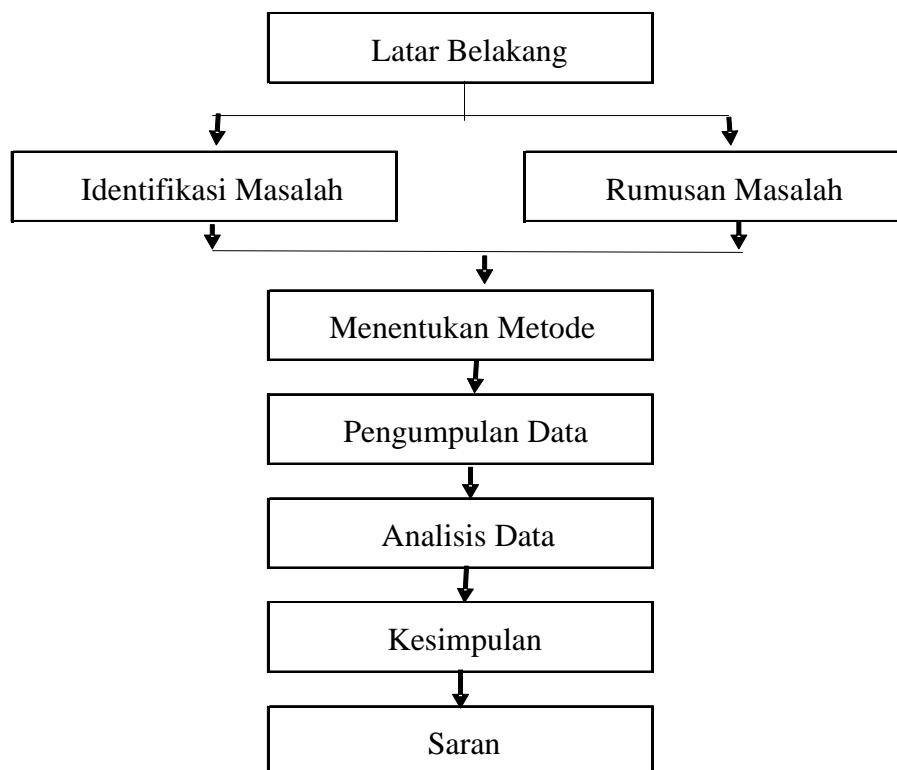 Latar Belakang
Identifikasi Masalah
Rumusan Masalah
Menentukan Metode
Pengumpulan Data
Analisis Data
Kesimpulan
Saran